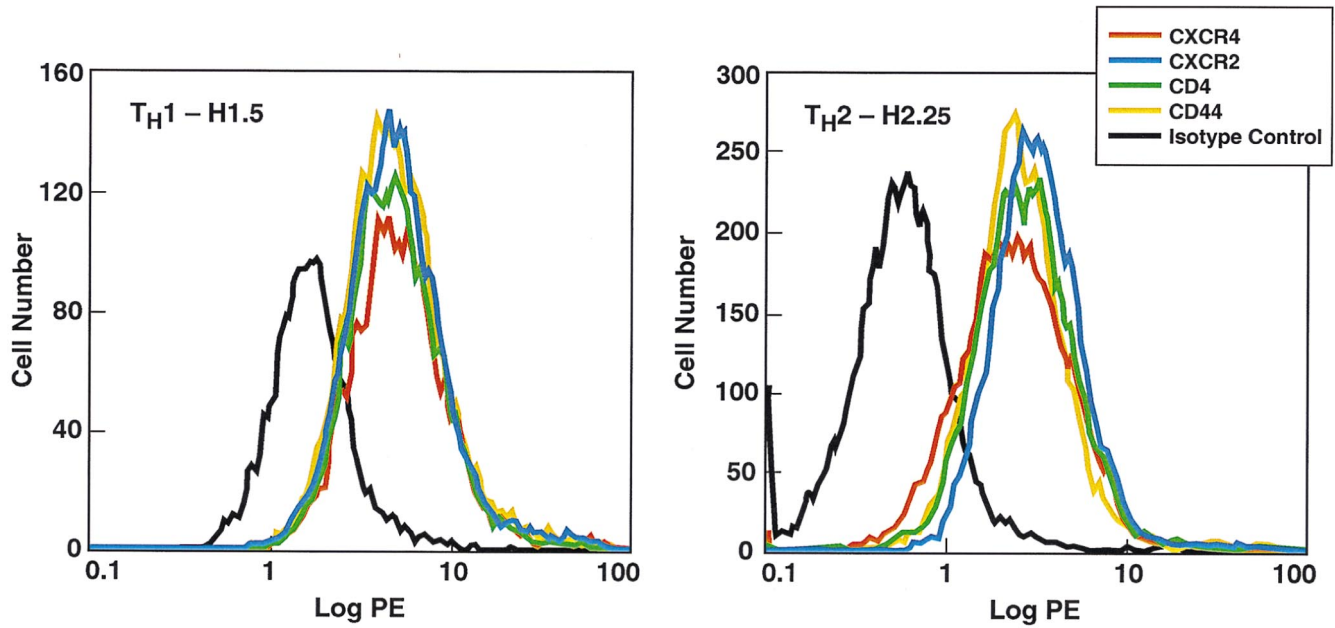 CXCR4
CXCR2
CD4
CD44
Isotype Control
TH1 – H1.5
160
120
80
40
0
Cell Number
0.1 1 10 100
Log PE
TH2 – H2.25
300
250
200
150
100
50
0
Cell Number
0.1 1 10 100
Log PE